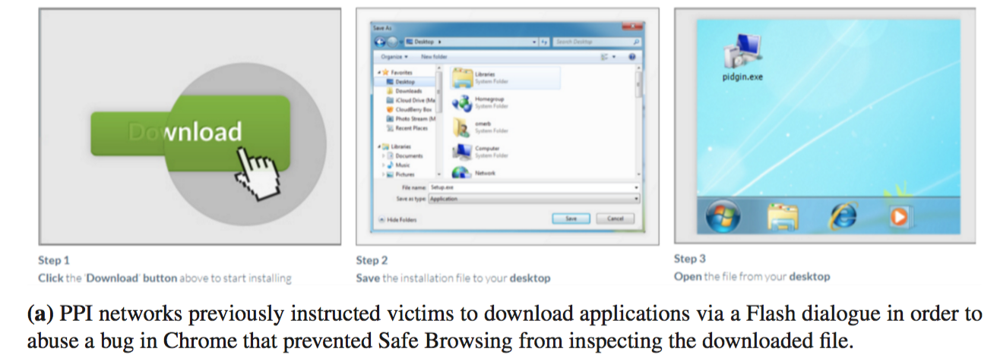 Download
Save As
Desktop
Search Desktop
Organize
New folder
Favorites
Desktop
Downloads
iCloud Drive (Ma
CloudBerry Box
Photo Stream (M
Recent Places
Libraries
Documents
Music
Pictures
Libraries
System Folder
Homegroup
System Folder
omerb
System Folder
Computer
System Folder
Network
File name: Setup.exe
Save as type: Application
Hide Folders
Save
Cancel
pidgin.exe
Step 1
Click the 'Download' button above to start installing
Step 2
Save the installation file to your desktop
Step 3
Open the file from your desktop
(a) PPI networks previously instructed victims to download applications via a Flash dialogue in order to
abuse a bug in Chrome that prevented Safe Browsing from inspecting the downloaded file.